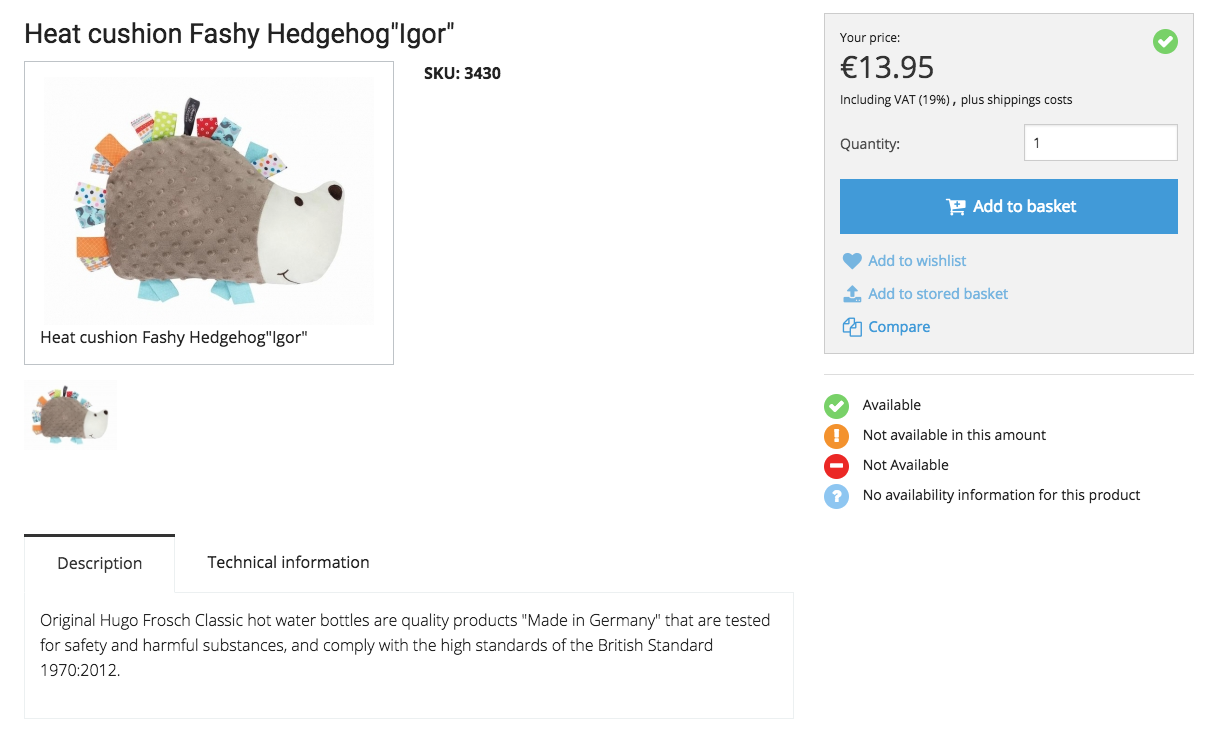 Heat cushion Fashy Hedgehog"Igor"
SKU: 3430
Heat cushion Fashy Hedgehog"Igor"
Your price:
€13.95
Including VAT (19%) , plus shippings costs
Quantity:
1
Add to basket
Add to wishlist
Add to stored basket
Compare
Available
Not available in this amount
Not Available
No availability information for this product
Description
Technical information
Original Hugo Frosch Classic hot water bottles are quality products "Made in Germany" that are tested
for safety and harmful substances, and comply with the high standards of the British Standard
1970:2012.